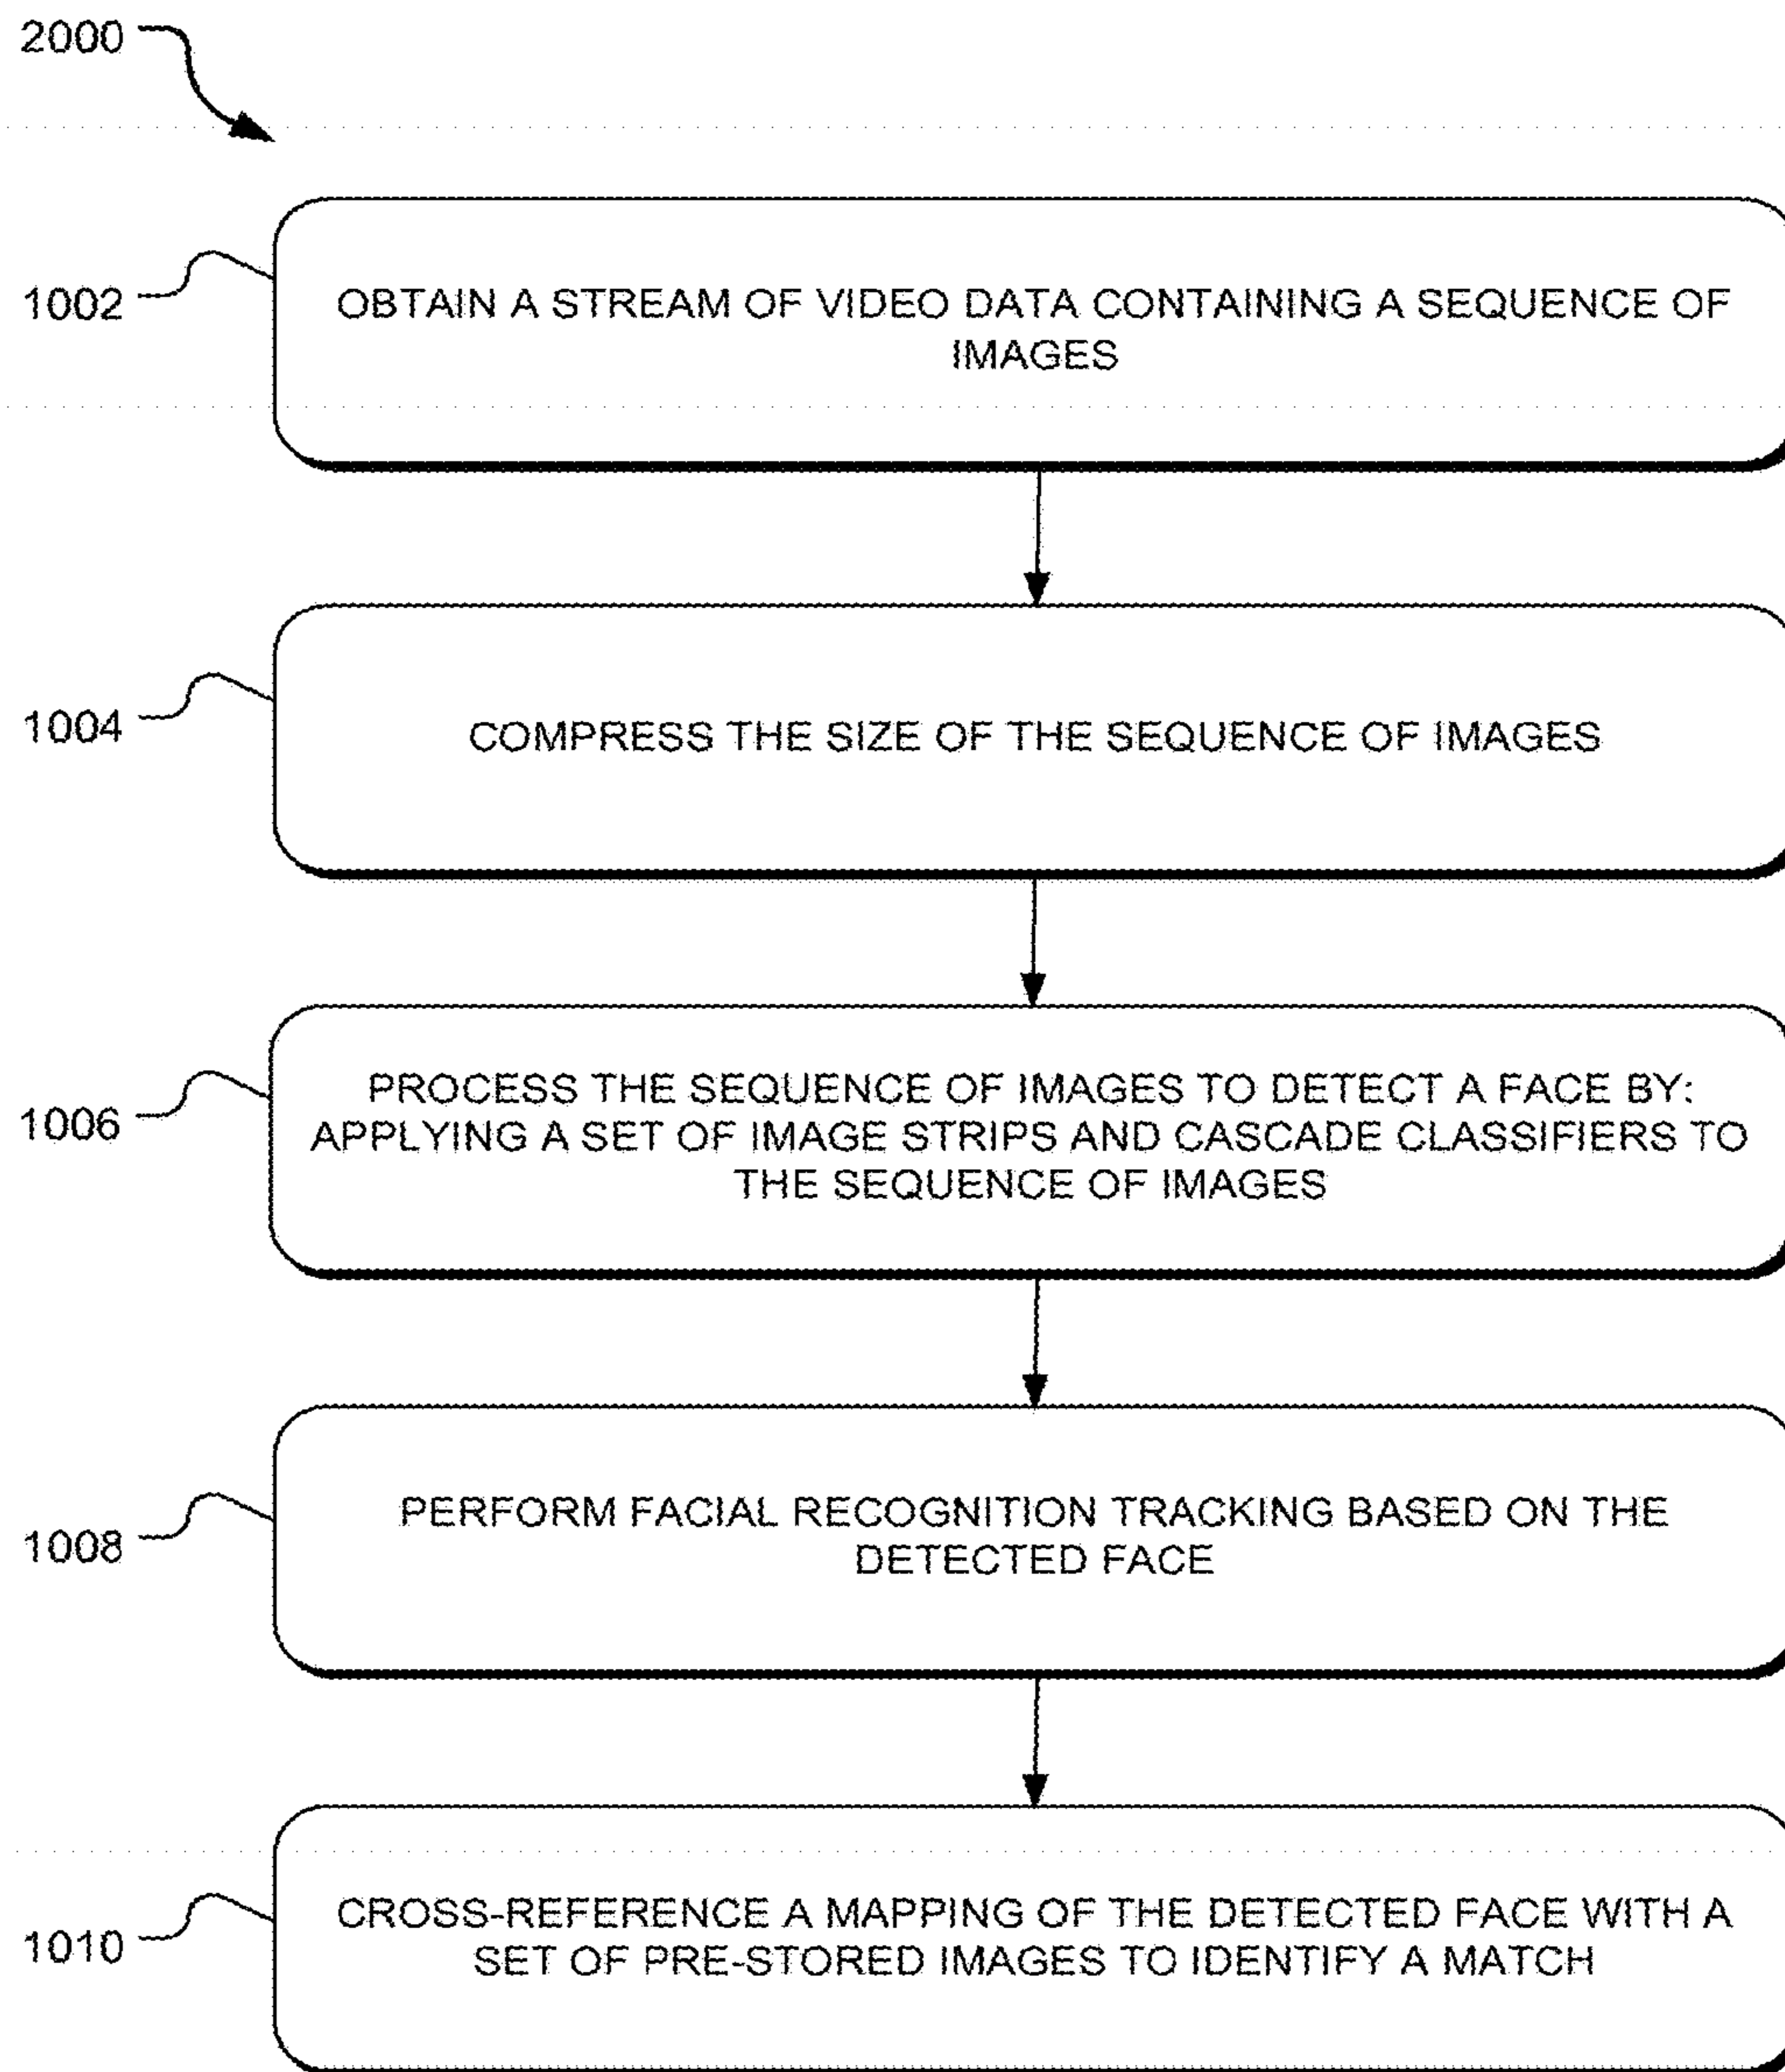 2000
1002
OBTAIN A STREAM OF VIDEO DATA CONTAINING A SEQUENCE OF
IMAGES
1004
COMPRESS THE SIZE OF THE SEQUENCE OF IMAGES
1006
PROCESS THE SEQUENCE OF IMAGES TO DETECT A FACE BY:
APPLYING A SET OF IMAGE STRIPS AND CASCADE CLASSIFIERS TO
THE SEQUENCE OF IMAGES
1008
PERFORM FACIAL RECOGNITION TRACKING BASED ON THE
DETECTED FACE
1010
CROSS-REFERENCE A MAPPING OF THE DETECTED FACE WITH A
SET OF PRE-STORED IMAGES TO IDENTIFY A MATCH